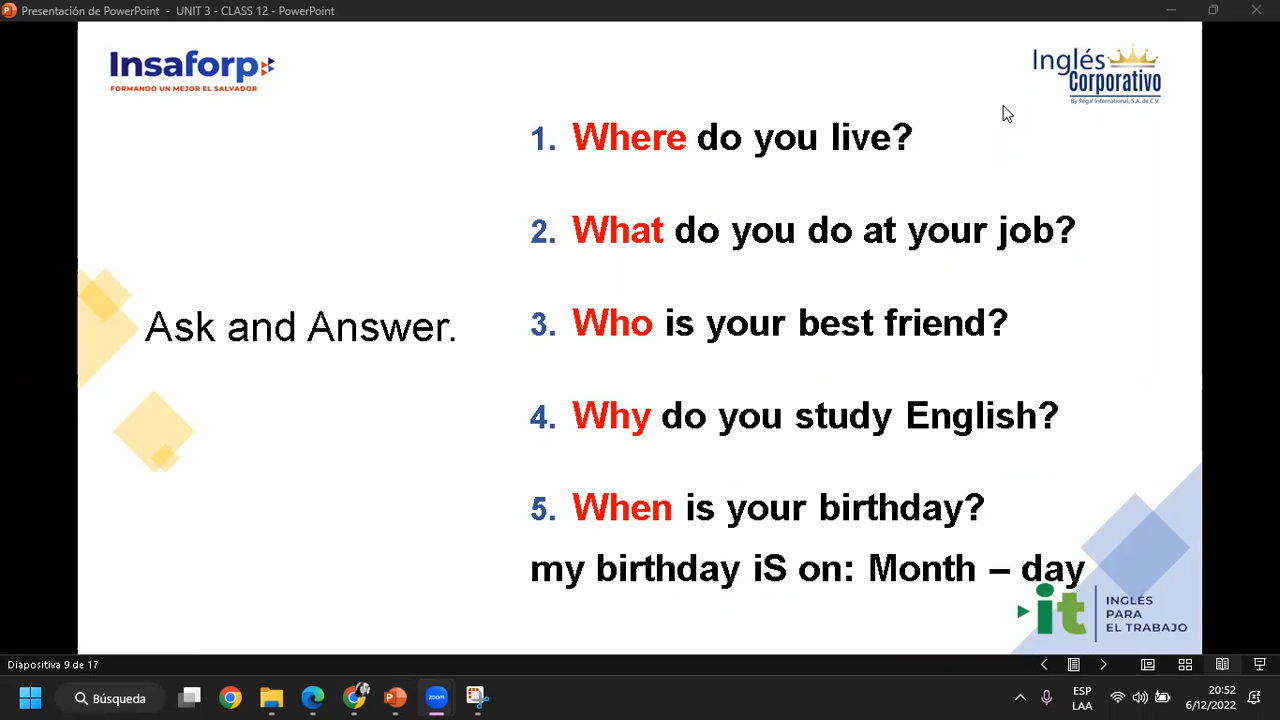 Presentación de PowerPoint - UNIT 3 - CLASS 12 - PowerPoint
Insaforp
FORMANDO UN MEJOR EL SALVADOR
Inglés
Corporativo
By Regal International, S.A. de C.V.
Ask and Answer.
1. Where do you live?
2. What do you do at your job?
3. Who is your best friend?
4. Why do you study English?
5. When is your birthday?
my birthday iS on: Month – day
it
INGLÉS
PARA
EL TRABAJO
Diapositiva 9 de 17
Búsqueda
zoom
ESP
LAA
20:52
6/12/2022